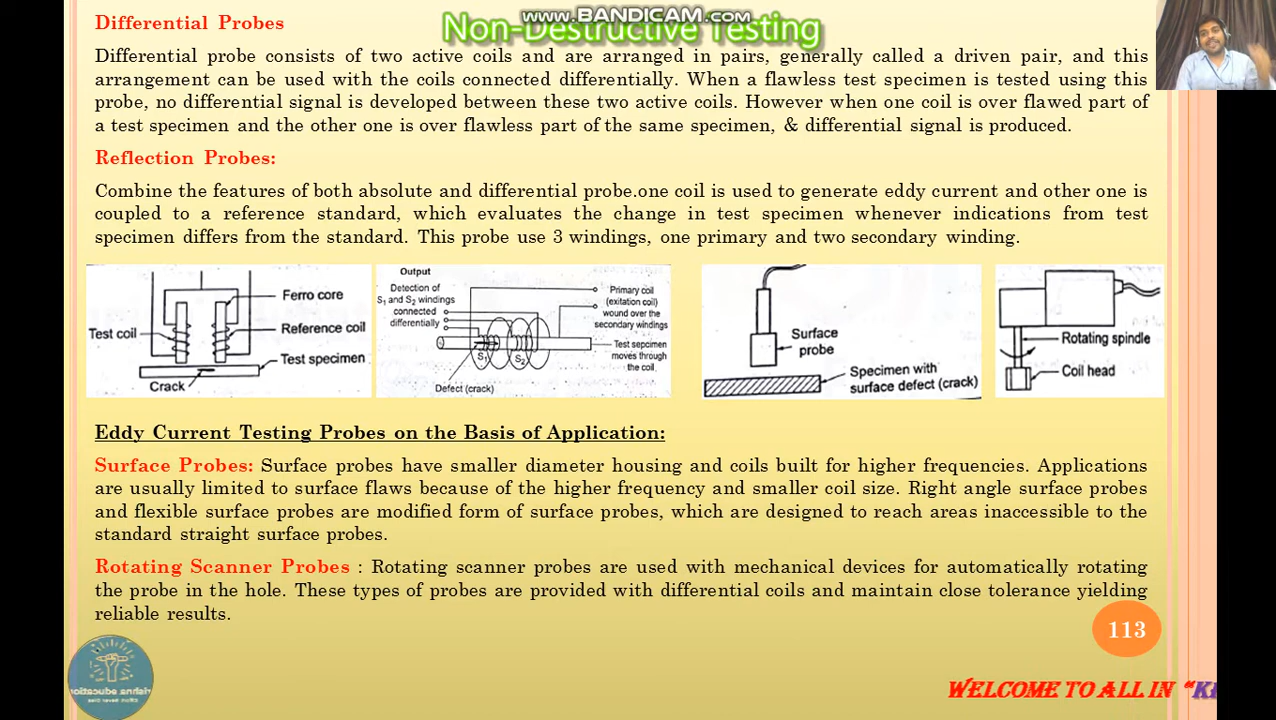 www.BANDICAM.com
Non-Destructive Testing
Differential Probes
Differential probe consists of two active coils and are arranged in pairs, generally called a driven pair, and this
arrangement can be used with the coils connected differentially. When a flawless test specimen is tested using this
probe, no differential signal is developed between these two active coils. However when one coil is over flawed part of
a test specimen and the other one is over flawless part of the same specimen, & differential signal is produced.
Reflection Probes:
Combine the features of both absolute and differential probe.one coil is used to generate eddy current and other one is
coupled to a reference standard, which evaluates the change in test specimen whenever indications from test
specimen differs from the standard. This probe use 3 windings, one primary and two secondary winding.
Ferro core
Test coil
Reference coil
Test specimen
Crack
Output
Detection of
S1 and S2 windings
connected
differentially
Primary coil
(exitation coil)
wound over the
secondary windings
S1
S2
Test sepcimen
moves through
the coil
Defect (crack)
Surface
probe
Specimen with
surface defect (crack)
Rotating spindle
Coil head
Eddy Current Testing Probes on the Basis of Application:
Surface Probes: Surface probes have smaller diameter housing and coils built for higher frequencies. Applications
are usually limited to surface flaws because of the higher frequency and smaller coil size. Right angle surface probes
and flexible surface probes are modified form of surface probes, which are designed to reach areas inaccessible to the
standard straight surface probes.
Rotating Scanner Probes : Rotating scanner probes are used with mechanical devices for automatically rotating
the probe in the hole. These types of probes are provided with differential coils and maintain close tolerance yielding
reliable results.
113
WELCOME TO ALL IN “